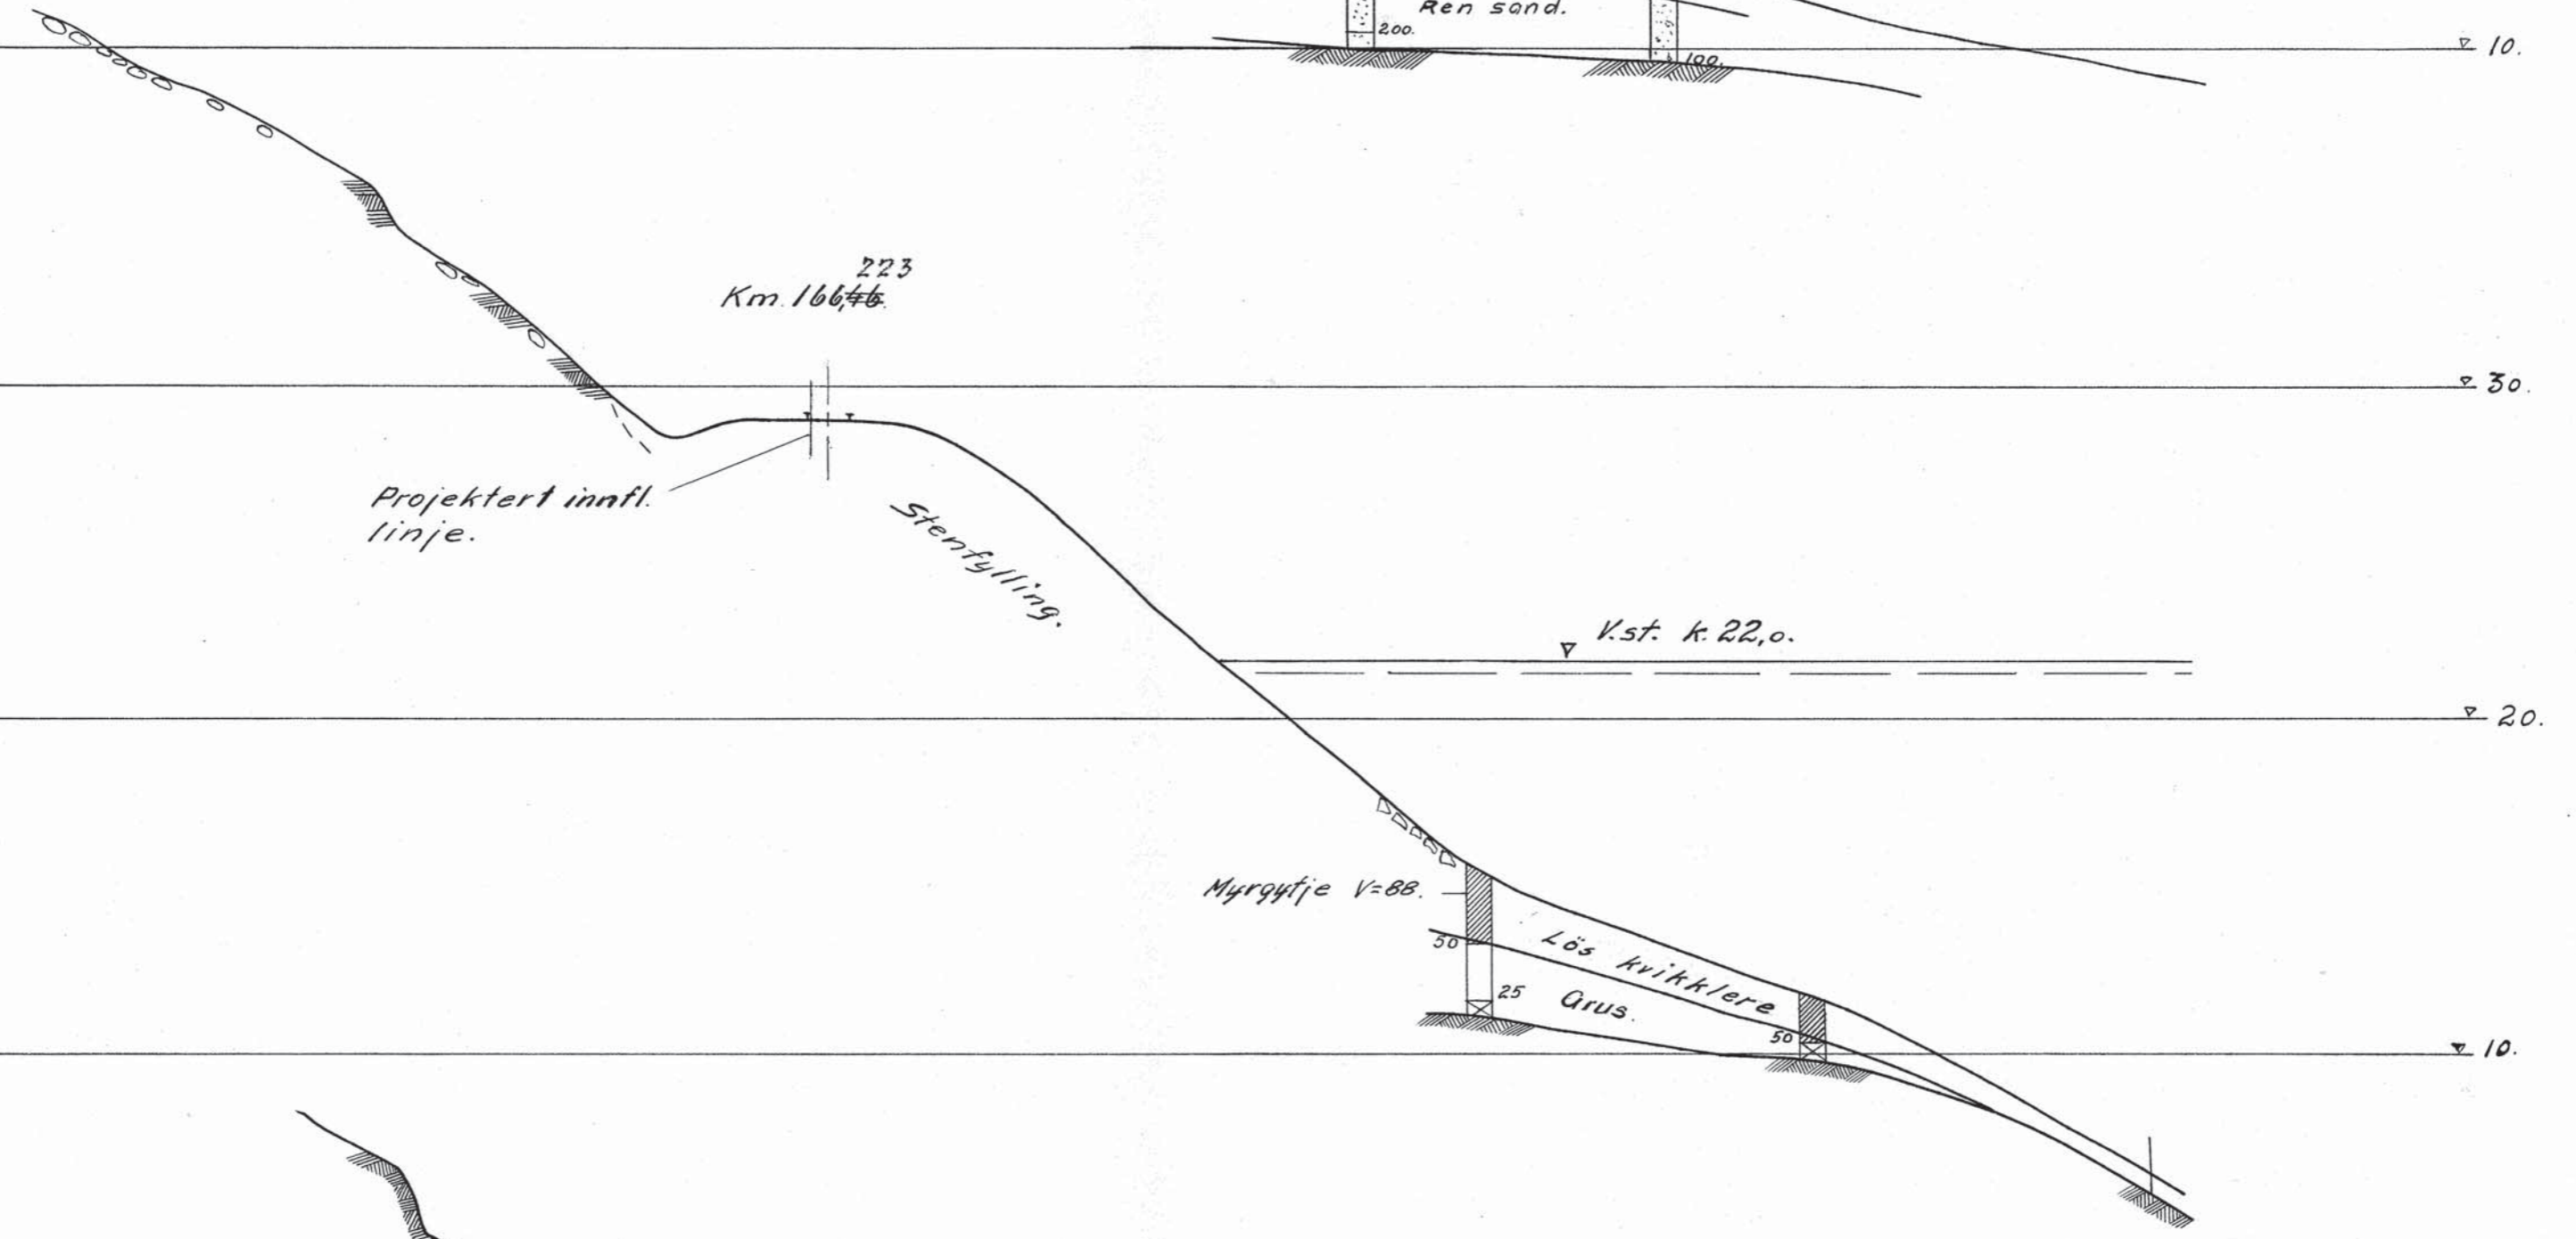 Ren sand.
200.
100.
10.
223
Km. 166,46.
30.
Projektert innfl.
linje.
Stenfylling.
V.st. k. 22,0.
20.
Myrgytje V=88.
50
Lös kvikklere
25
Grus.
50
10.